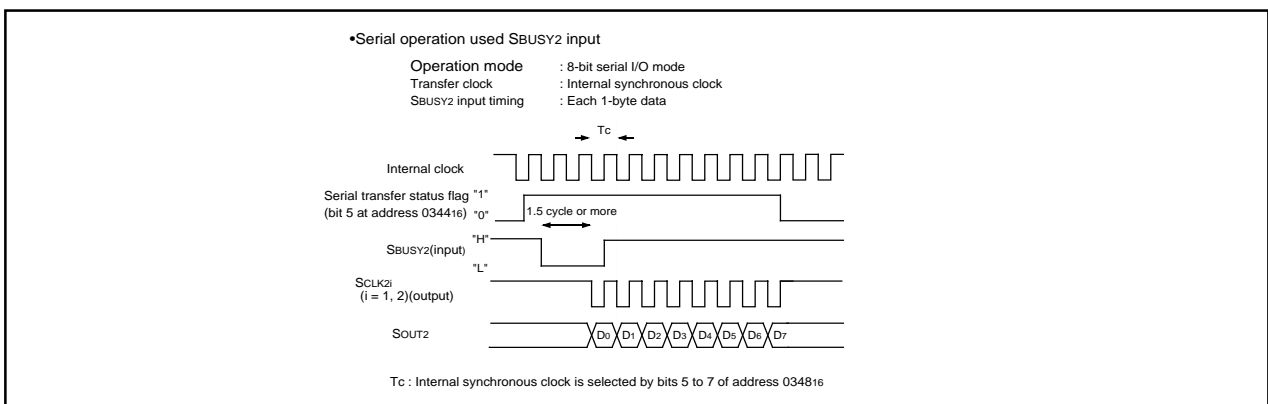 •Serial operation used SBUSY2 input
Operation mode : 8-bit serial I/O mode
Transfer clock : Internal synchronous clock
SBUSY2 input timing : Each 1-byte data
Tc
Internal clock
Serial transfer status flag "1"
(bit 5 at address 034416) "0"
1.5 cycle or more
"H"
SBUSY2(input)
"L"
SCLK2i
(i = 1, 2)(output)
SOUT2 D0 D1 D2 D3 D4 D5 D6 D7
Tc : Internal synchronous clock is selected by bits 5 to 7 of address 034816